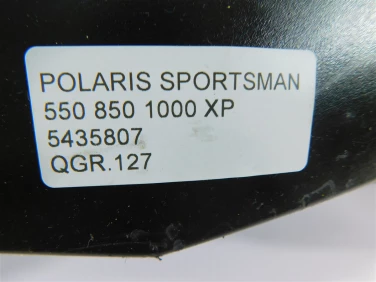 POLARIS SPORTSMAN
550 850 1000 XP
5435807
QGR.127